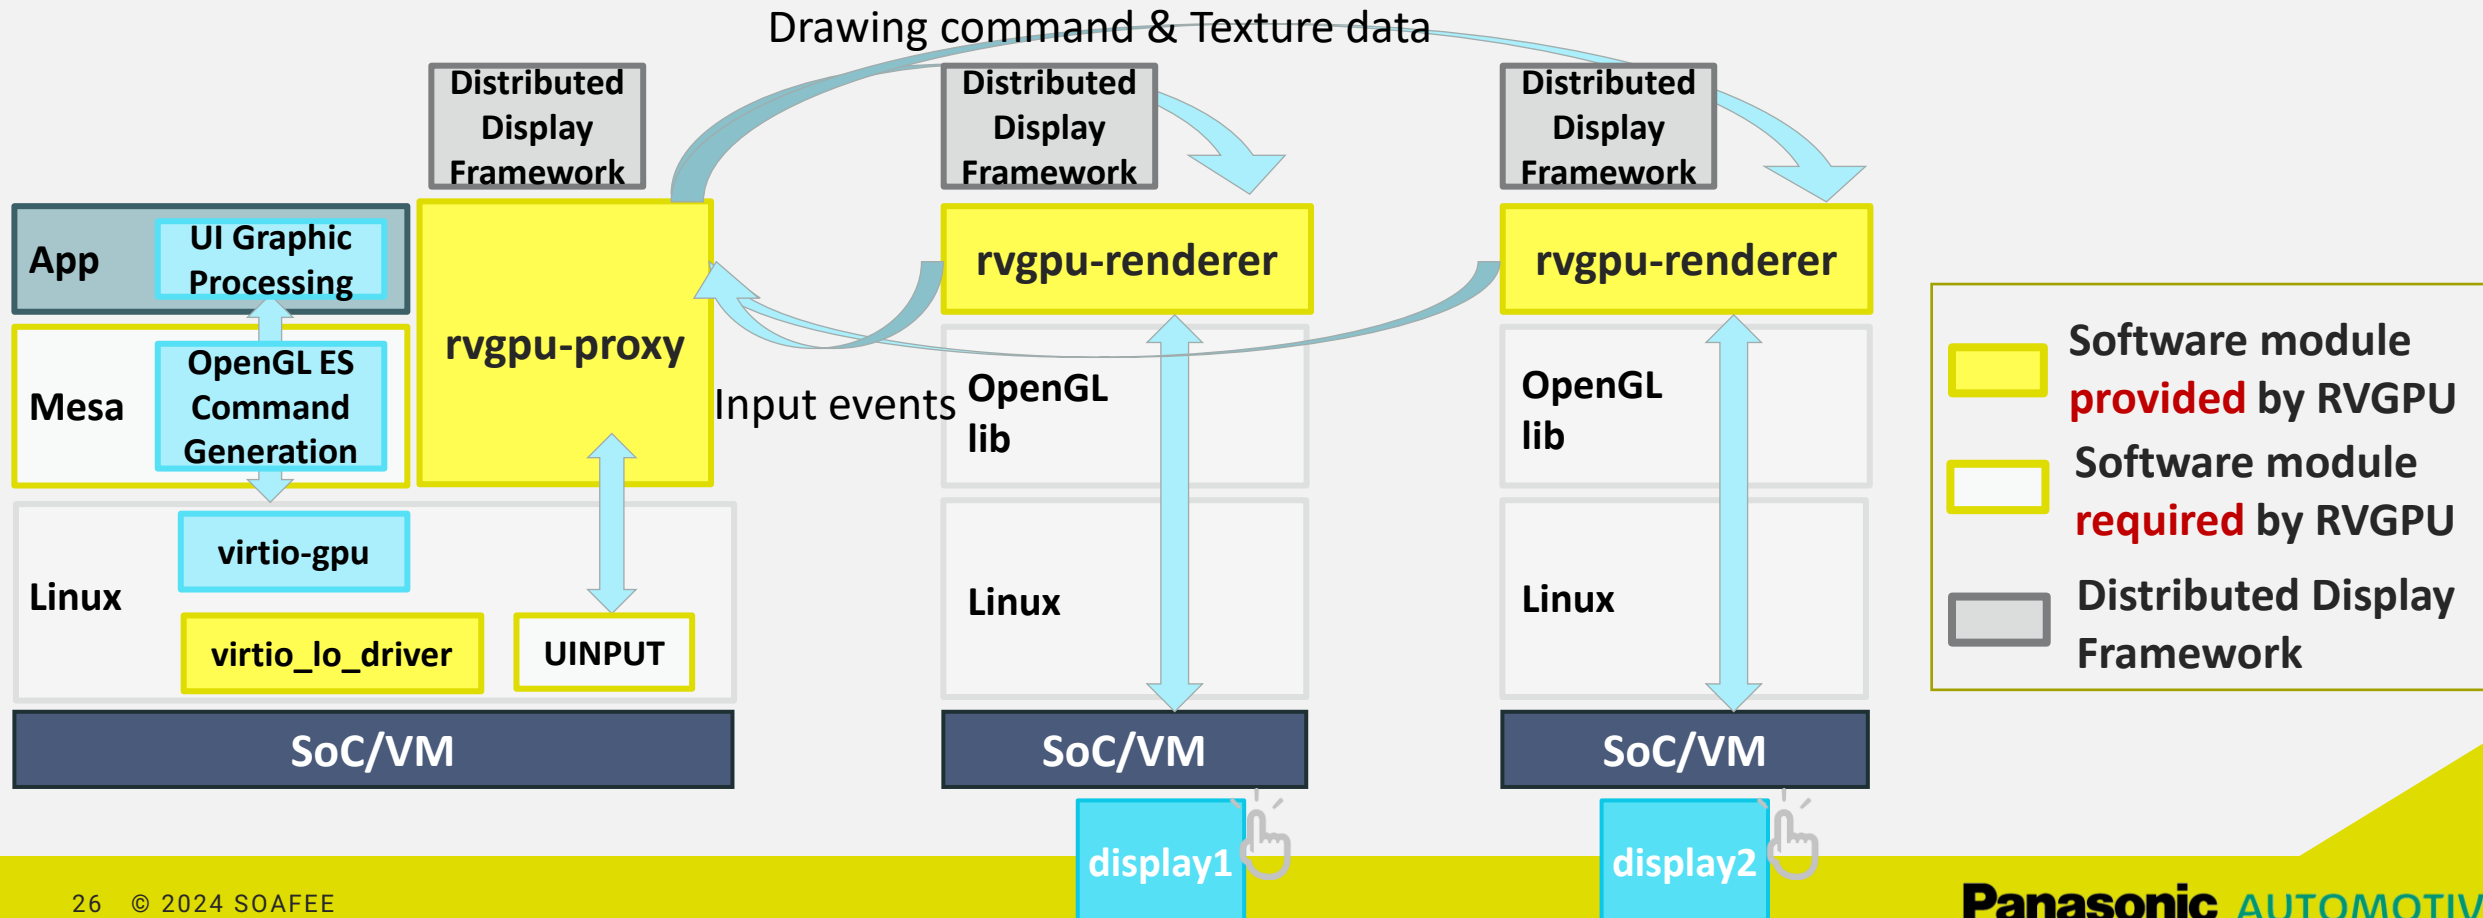 Drawing command & Texture data
Distributed
Display
Framework
Distributed
Display
Framework
Distributed
Display
Framework
App
UI Graphic
Processing
rvgpu-proxy
rvgpu-renderer
rvgpu-renderer
Mesa
OpenGL ES
Command
Generation
Input events
OpenGL
lib
OpenGL
lib
Linux
virtio-gpu
virtio_lo_driver
UINPUT
Linux
Linux
SoC/VM
SoC/VM
SoC/VM
display1
display2
Software module
provided by RVGPU
Software module
required by RVGPU
Distributed Display
Framework
26 © 2024 SOAFEE
Panasonic AUTOMOTIV